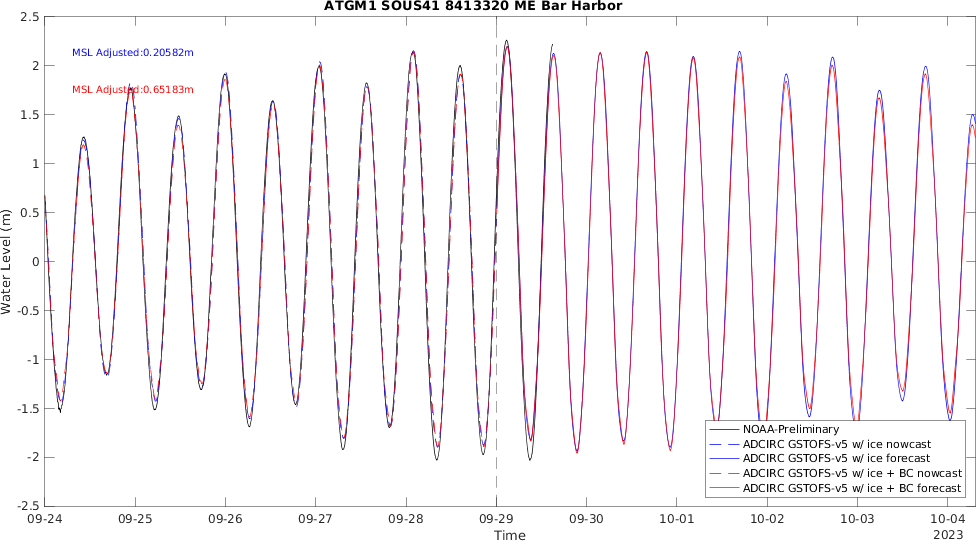 ATGM1 SOUS41 8413320 ME Bar Harbor
2.5
MSL Adjusted:0.20582m
2
MSL Adjusted:0.65183m
1.5
1
0.5
0
-0.5
-1
-1.5
-2
-2.5
Water Level (m)
NOAA-Preliminary
ADCIRC GSTOFS-v5 w/ ice nowcast
ADCIRC GSTOFS-v5 w/ ice forecast
ADCIRC GSTOFS-v5 w/ ice + BC nowcast
ADCIRC GSTOFS-v5 w/ ice + BC forecast
09-24 09-25 09-26 09-27 09-28 09-29 09-30 10-01 10-02 10-03 10-04
Time
2023